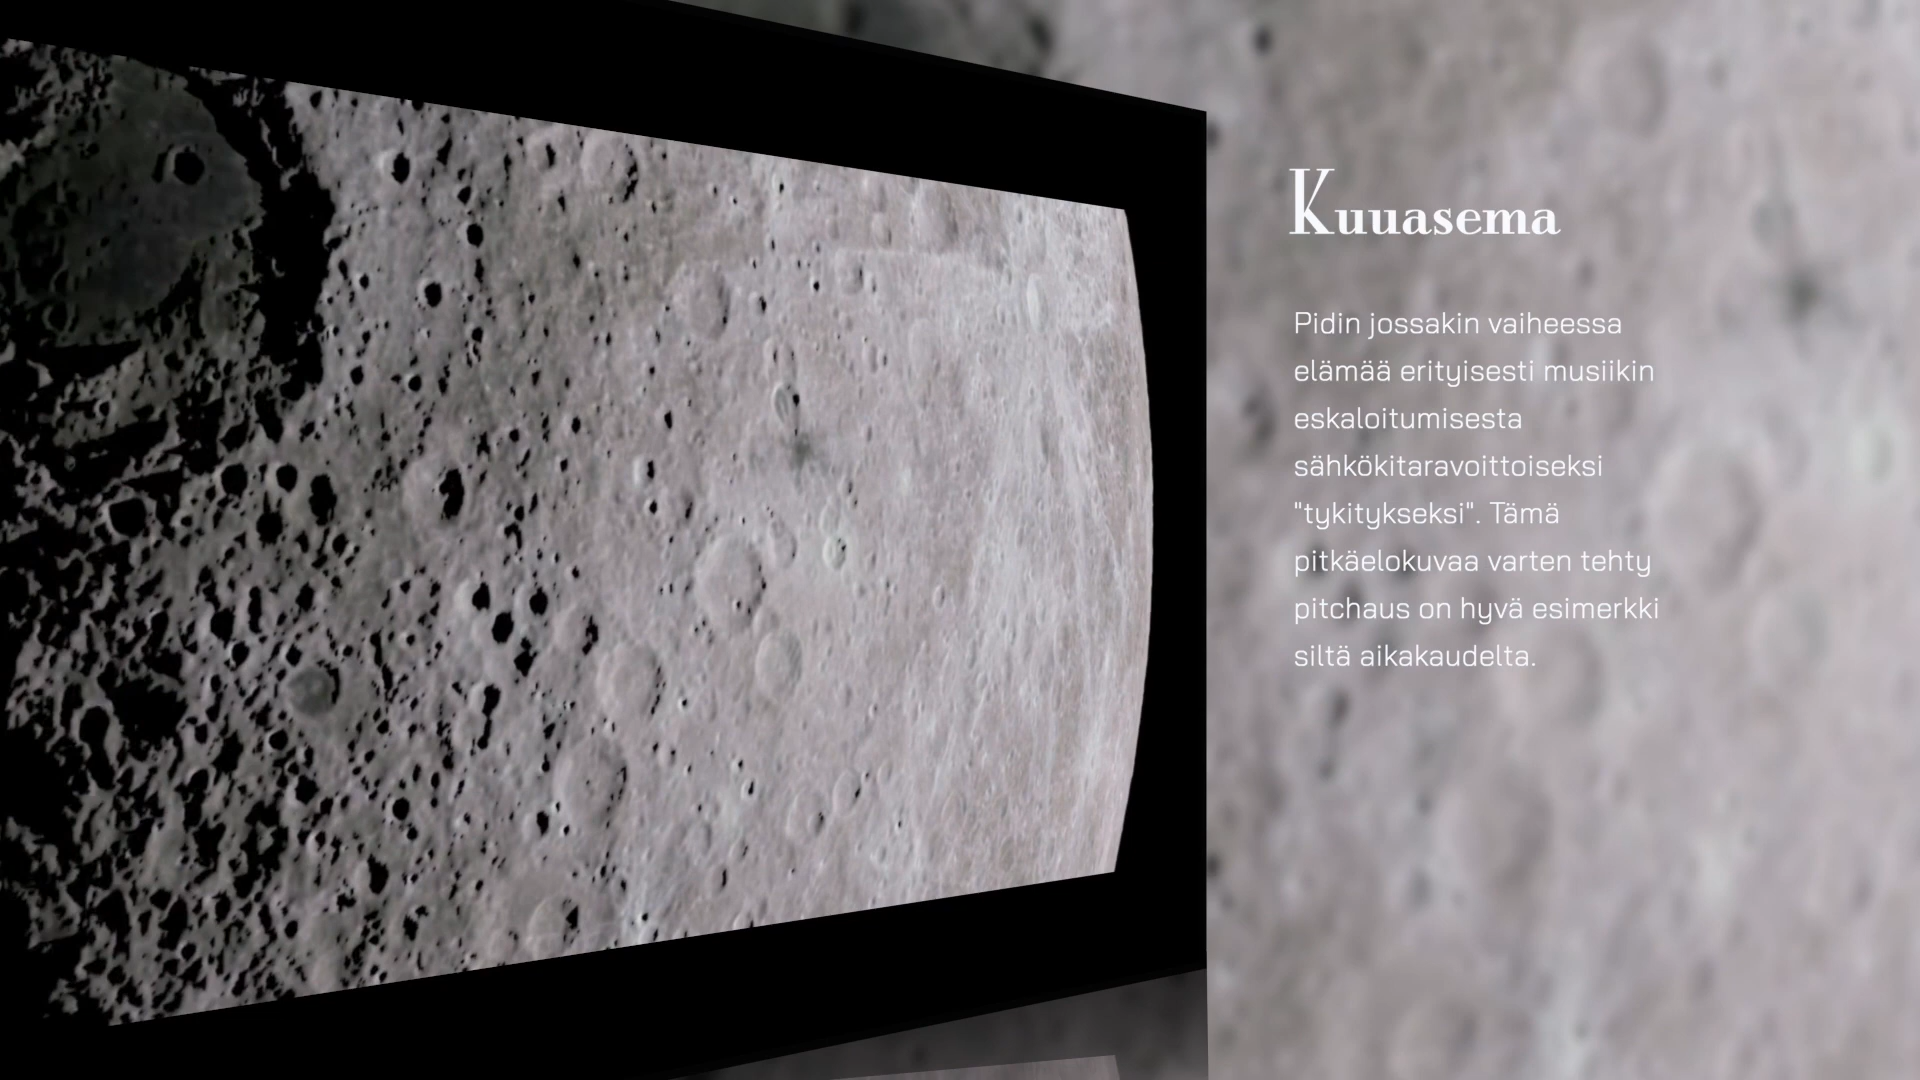 Kuuasema
Pidin jossakin vaiheessa
elämää erityisesti musiikin
eskaloitumisesta
sähkökitaravoittoiseksi
"tykitykseksi". Tämä
pitkäelokuvaa varten tehty
pitchaus on hyvä esimerkki
siltä aikakaudelta.